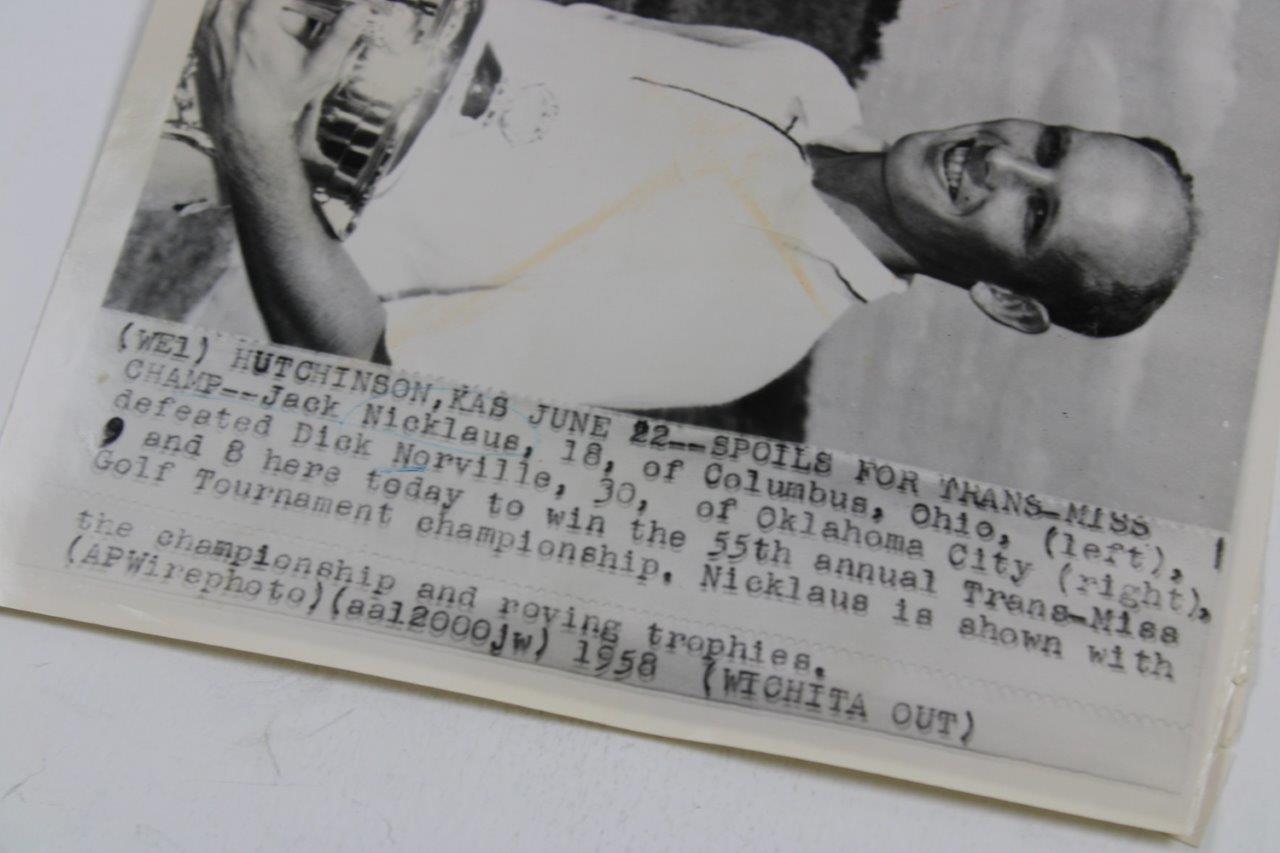 (WE1) HUTCHINSON,KAS JUNE 22--SPOILS FOR TRANS-MISS
CHAMP--Jack Nicklaus, 18, of Columbus, Ohio, (left),
defeated Dick Norville, 30, of Oklahoma City (right),
9 and 8 here today to win the 55th annual Trans-Miss
Golf Tournament championship. Nicklaus is shown with
the championship and roving trophies.
(APWirephoto)(aal2000jw) 1958 (WICHITA OUT)